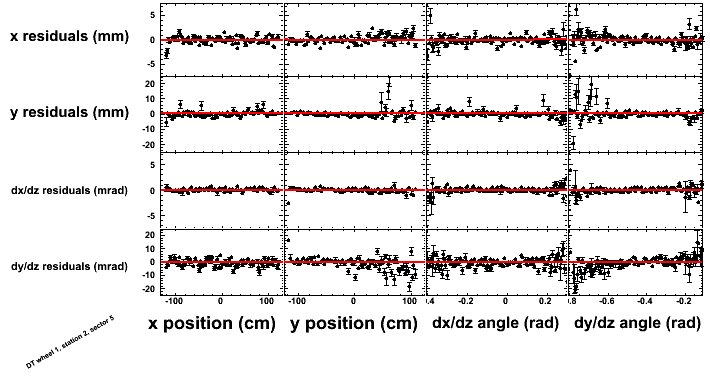 x residuals (mm)
5
0
-5
y residuals (mm)
20
10
0
-10
-20
dx/dz residuals (mrad)
5
0
-5
dy/dz residuals (mrad)
20
10
0
-10
-20
-100 0 100 -100 0 100 -0.4 -0.2 0 0.2 -0.8 -0.6 -0.4 -0.2
x position (cm) y position (cm) dx/dz angle (rad) dy/dz angle (rad)
DT wheel 1, station 2, sector 5